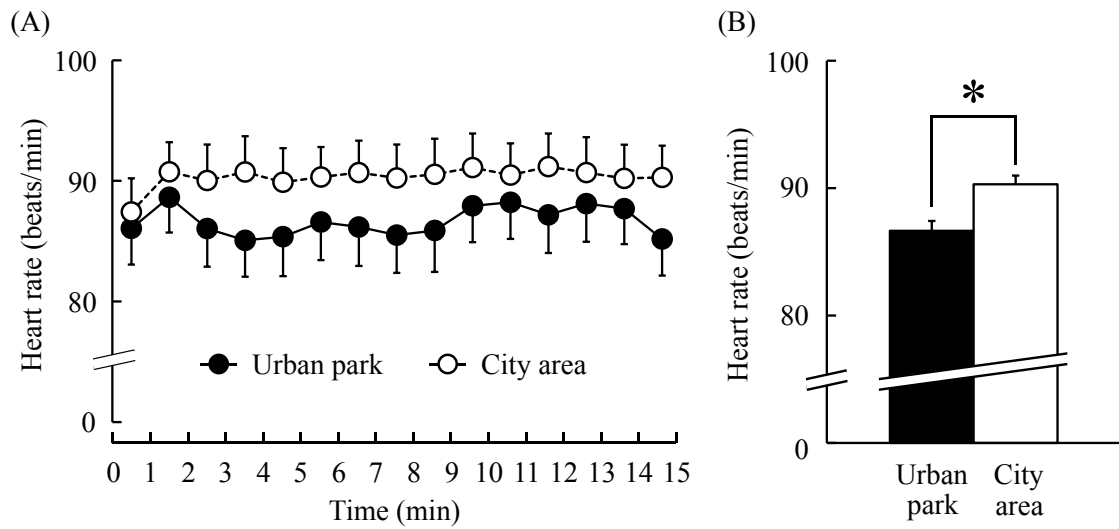 (A)
Heart rate (beats/min)
100
90
80
0
Urban park
City area
0 1 2 3 4 5 6 7 8 9 10 11 12 13 14 15
Time (min)
(B)
Heart rate (beats/min)
100
90
80
0
*
Urban
park
City
area